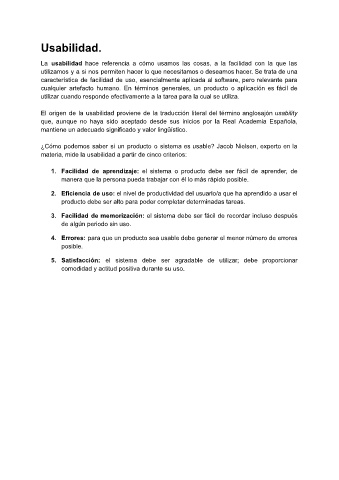 Usabilidad.
La usabilidad hace referencia a cómo usamos las cosas, a la facilidad con la que las
utilizamos y a si nos permiten hacer lo que necesitamos o deseamos hacer. Se trata de una
característica de facilidad de uso, esencialmente aplicada al software, pero relevante para
cualquier artefacto humano. En términos generales, un producto o aplicación es fácil de
utilizar cuando responde efectivamente a la tarea para la cual se utiliza.
El origen de la usabilidad proviene de la traducción literal del término anglosajón usability
que, aunque no haya sido aceptado desde sus inicios por la Real Academia Española,
mantiene un adecuado significado y valor lingüístico.
¿Cómo podemos saber si un producto o sistema es usable? Jacob Nielsen, experto en la
materia, mide la usabilidad a partir de cinco criterios:
1. Facilidad de aprendizaje: el sistema o producto debe ser fácil de aprender, de
manera que la persona pueda trabajar con él lo más rápido posible.
2. Eficiencia de uso: el nivel de productividad del usuario/a que ha aprendido a usar el
producto debe ser alto para poder completar determinadas tareas.
3. Facilidad de memorización: el sistema debe ser fácil de recordar incluso después
de algún periodo sin uso.
4. Errores: para que un producto sea usable debe generar el menor número de errores
posible.
5. Satisfacción: el sistema debe ser agradable de utilizar; debe proporcionar
comodidad y actitud positiva durante su uso.